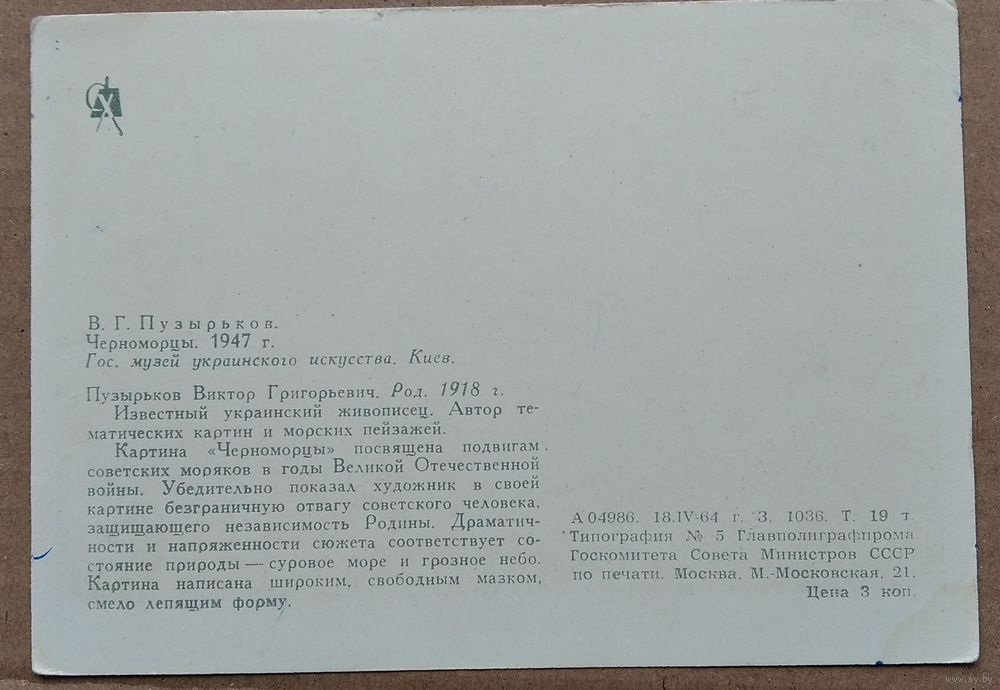 В. Г. Пузырьков.
Черноморцы. 1947 г.
Гос. музей украинского искусства. Киев.
Пузырьков Виктор Григорьевич. Род. 1918 г.
Известный украинский живописец. Автор те-
матических картин и морских пейзажей.
Картина «Черноморцы» посвящена подвигам
советских моряков в годы Великой Отечественной
войны. Убедительно показал художник в своей
картине безграничную отвагу советского человека,
защищающего независимость Родины. Драматич-
ности и напряженности сюжета соответствует со-
стояние природы — суровое море и грозное небо.
Картина написана широким, свободным мазком,
смело лепящим форму.
А 04986. 18.IV-64 г. З. 1036. Т. 19 т.
Типография № 5 Главполиграфпрома
Госкомитета Совета Министров СССР
по печати. Москва, М.-Московская, 21.
Цена 3 коп.
www.ay.by